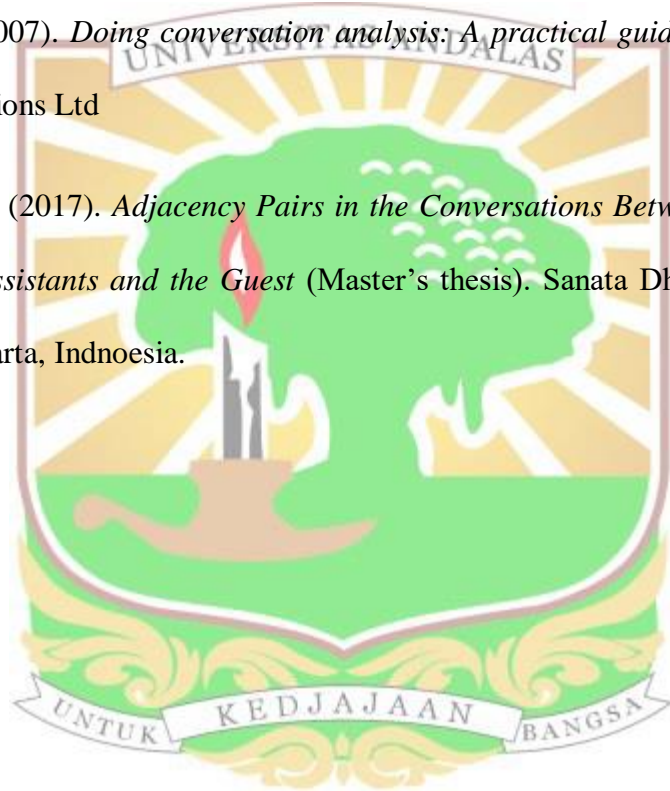 007). Doing conversation analysis: A practical guid
UNIVERSITAS ANDALAS
ions Ltd
(2017). Adjacency Pairs in the Conversations Betw
ssistants and the Guest (Master’s thesis). Sanata Dh
arta, Indnoesia.
UNTUK KEDJAJAAN BANGSA